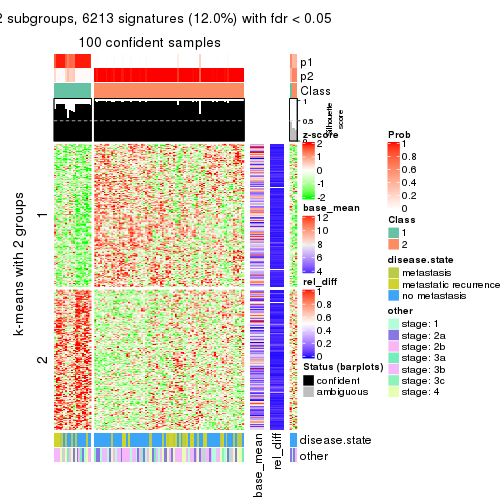 2 subgroups, 6213 signatures (12.0%) with fdr < 0.05
100 confident samples
p1
p2
Class
1
0.5
0
Silhouette
score
k-means with 2 groups
1
2
z-score
2
1
0
-1
-2
base_mean
12
10
8
6
4
rel_diff
1
0.8
0.6
0.4
0.2
0
Status (barplots)
confident
ambiguous
Prob
1
0.8
0.6
0.4
0.2
0
Class
1
2
disease.state
metastasis
metastatic recurrence
no metastasis
other
stage: 1
stage: 2a
stage: 2b
stage: 3a
stage: 3b
stage: 3c
stage: 4
disease.state
other
base_mean
rel_diff